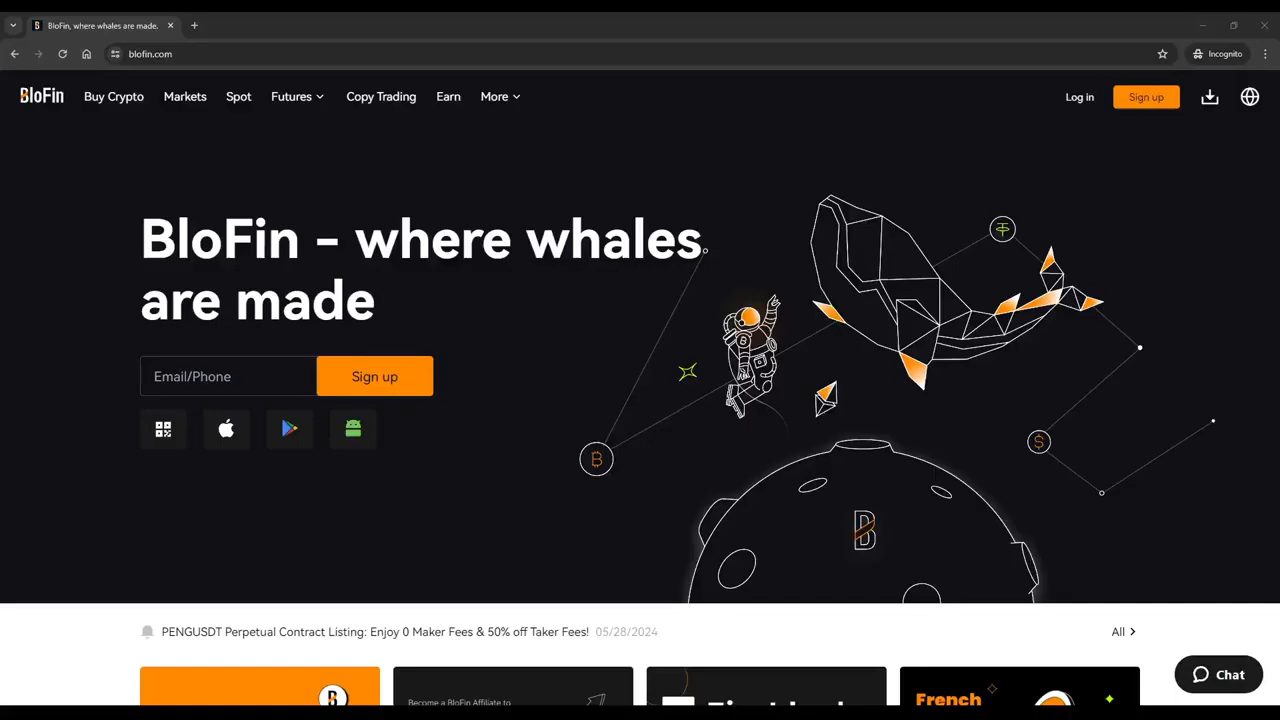 BloFin, where whales are made.
blofin.com
Incognito
BloFin
Buy Crypto
Markets
Spot
Futures
Copy Trading
Earn
More
Log in
Sign up
BloFin - where whales
are made
Email/Phone
Sign up
PENGUSDT Perpetual Contract Listing: Enjoy 0 Maker Fees & 50% off Taker Fees! 05/28/2024
All
Become a BloFin Affiliate to
French
Chat